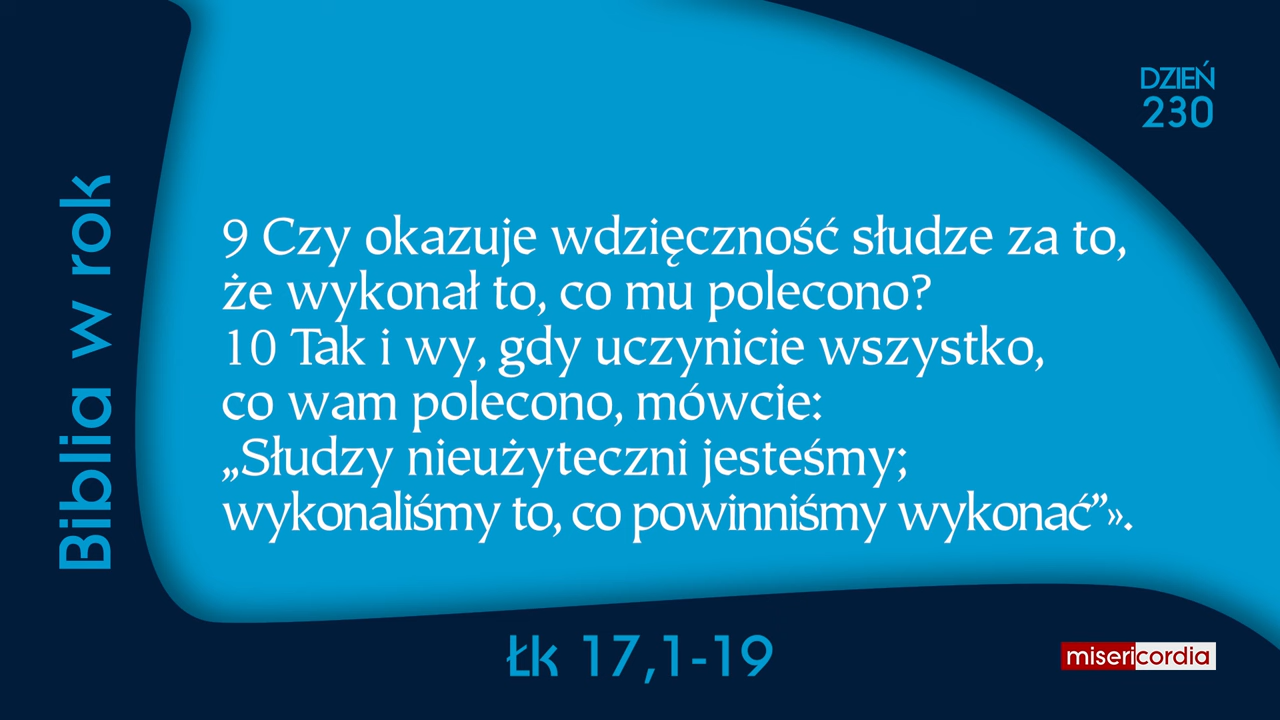 DZIEŃ
230
Biblia w rok
9 Czy okazuje wdzięczność słudze za to,
że wykonał to, co mu polecono?
10 Tak i wy, gdy uczynicie wszystko,
co wam polecono, mówcie:
„Słudzy nieużyteczni jesteśmy;
wykonaliśmy to, co powinniśmy wykonać”».
Łk 17,1-19
misericordia